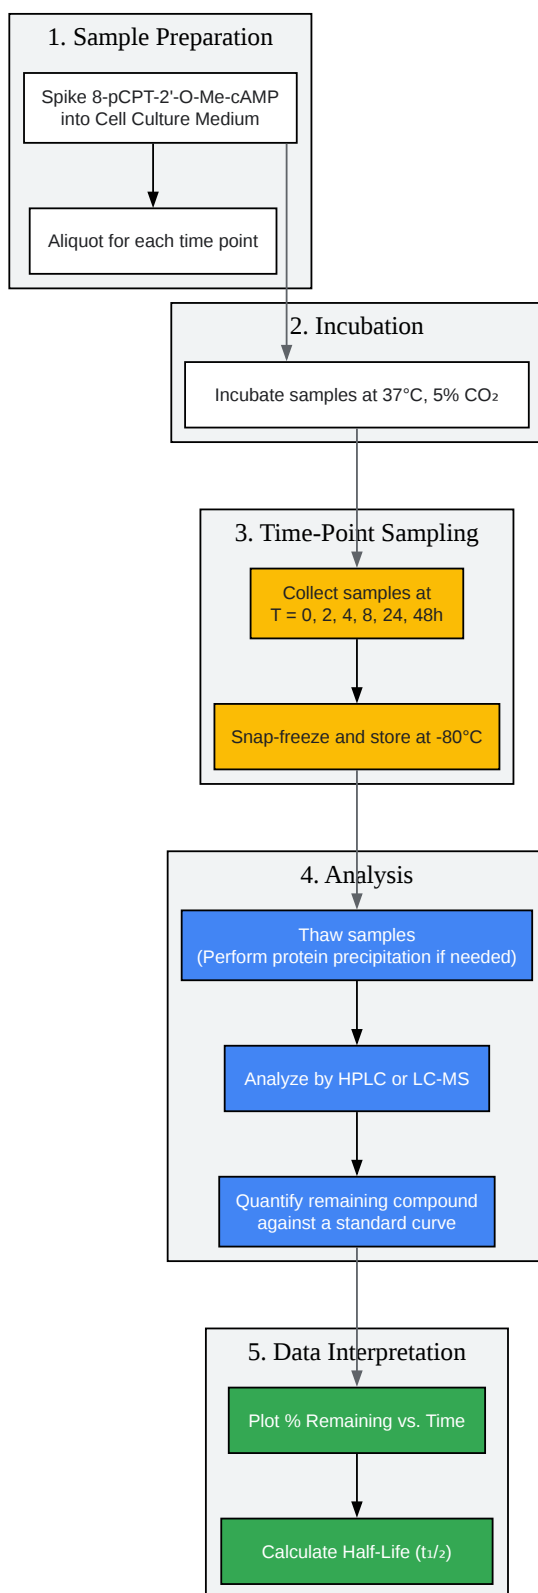 1. Sample Preparation
Spike 8-pCPT-2'-O-Me-cAMP
into Cell Culture Medium
Aliquot for each time point
2. Incubation
Incubate samples at 37°C, 5% CO₂
3. Time-Point Sampling
Collect samples at
T = 0, 2, 4, 8, 24, 48h
Snap-freeze and store at -80°C
4. Analysis
Thaw samples
(Perform protein precipitation if needed)
Analyze by HPLC or LC-MS
Quantify remaining compound
against a standard curve
5. Data Interpretation
Plot % Remaining vs. Time
Calculate Half-Life (t₁/₂)